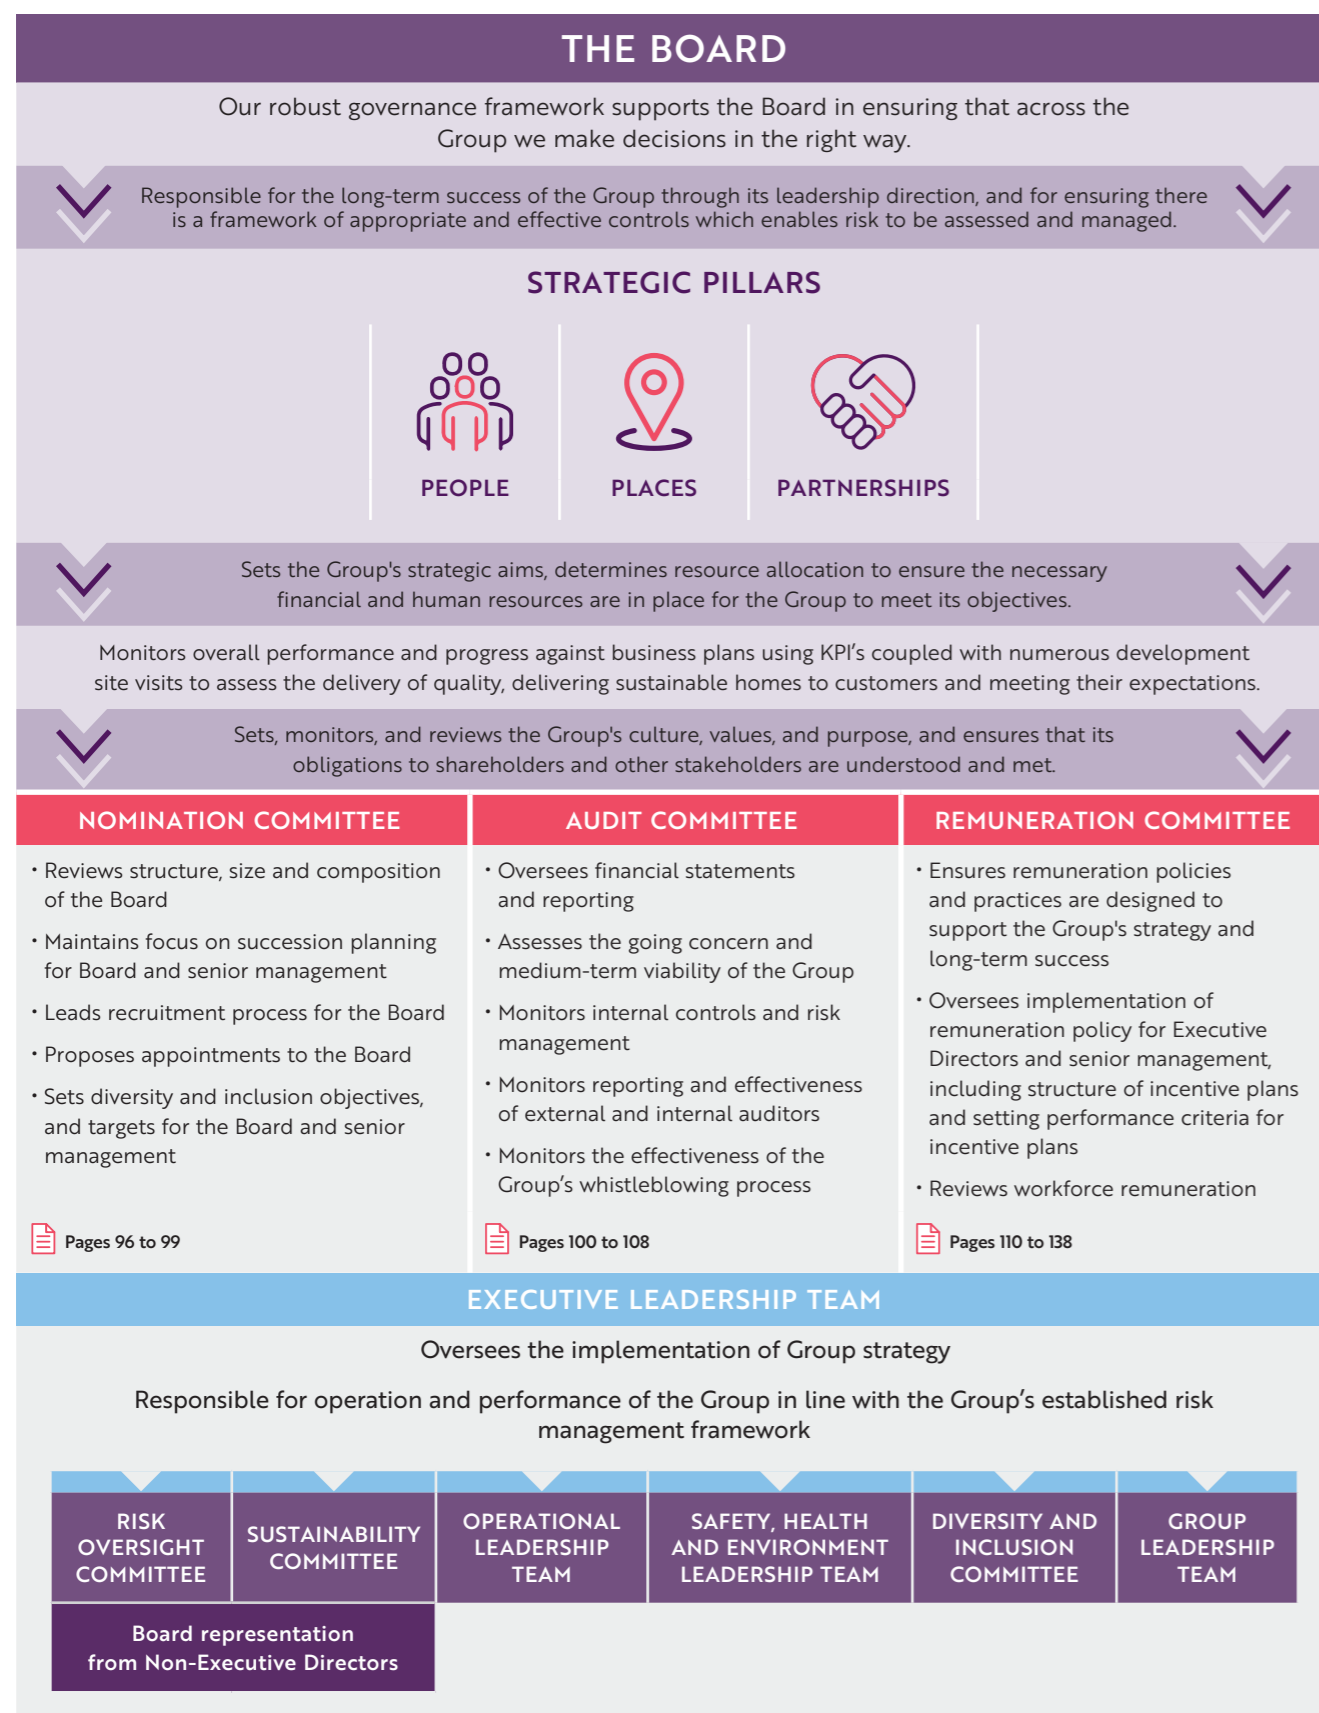 THE BOARD
Our robust governance framework supports the Board in ensuring that across the
Group we make decisions in the right way.
Responsible for the long-term success of the Group through its leadership direction, and for ensuring there
is a framework of appropriate and effective controls which enables risk to be assessed and managed.
STRATEGIC PILLARS
PEOPLE
PLACES
PARTNERSHIPS
Sets the Group's strategic aims, determines resource allocation to ensure the necessary
financial and human resources are in place for the Group to meet its objectives.
Monitors overall performance and progress against business plans using KPI’s coupled with numerous development
site visits to assess the delivery of quality, delivering sustainable homes to customers and meeting their expectations.
Sets, monitors, and reviews the Group's culture, values, and purpose, and ensures that its
obligations to shareholders and other stakeholders are understood and met.
NOMINATION COMMITTEE
• Reviews structure, size and composition
of the Board
• Maintains focus on succession planning
for Board and senior management
• Leads recruitment process for the Board
• Proposes appointments to the Board
• Sets diversity and inclusion objectives,
and targets for the Board and senior
management
Pages 96 to 99
AUDIT COMMITTEE
• Oversees financial statements
and reporting
• Assesses the going concern and
medium-term viability of the Group
• Monitors internal controls and risk
management
• Monitors reporting and effectiveness
of external and internal auditors
• Monitors the effectiveness of the
Group’s whistleblowing process
Pages 100 to 108
REMUNERATION COMMITTEE
• Ensures remuneration policies
and practices are designed to
support the Group's strategy and
long-term success
• Oversees implementation of
remuneration policy for Executive
Directors and senior management,
including structure of incentive plans
and setting performance criteria for
incentive plans
• Reviews workforce remuneration
Pages 110 to 138
EXECUTIVE LEADERSHIP TEAM
Oversees the implementation of Group strategy
Responsible for operation and performance of the Group in line with the Group’s established risk
management framework
RISK
OVERSIGHT
COMMITTEE
SUSTAINABILITY
COMMITTEE
OPERATIONAL
LEADERSHIP
TEAM
SAFETY, HEALTH
AND ENVIRONMENT
LEADERSHIP TEAM
DIVERSITY AND
INCLUSION
COMMITTEE
GROUP
LEADERSHIP
TEAM
Board representation
from Non-Executive Directors